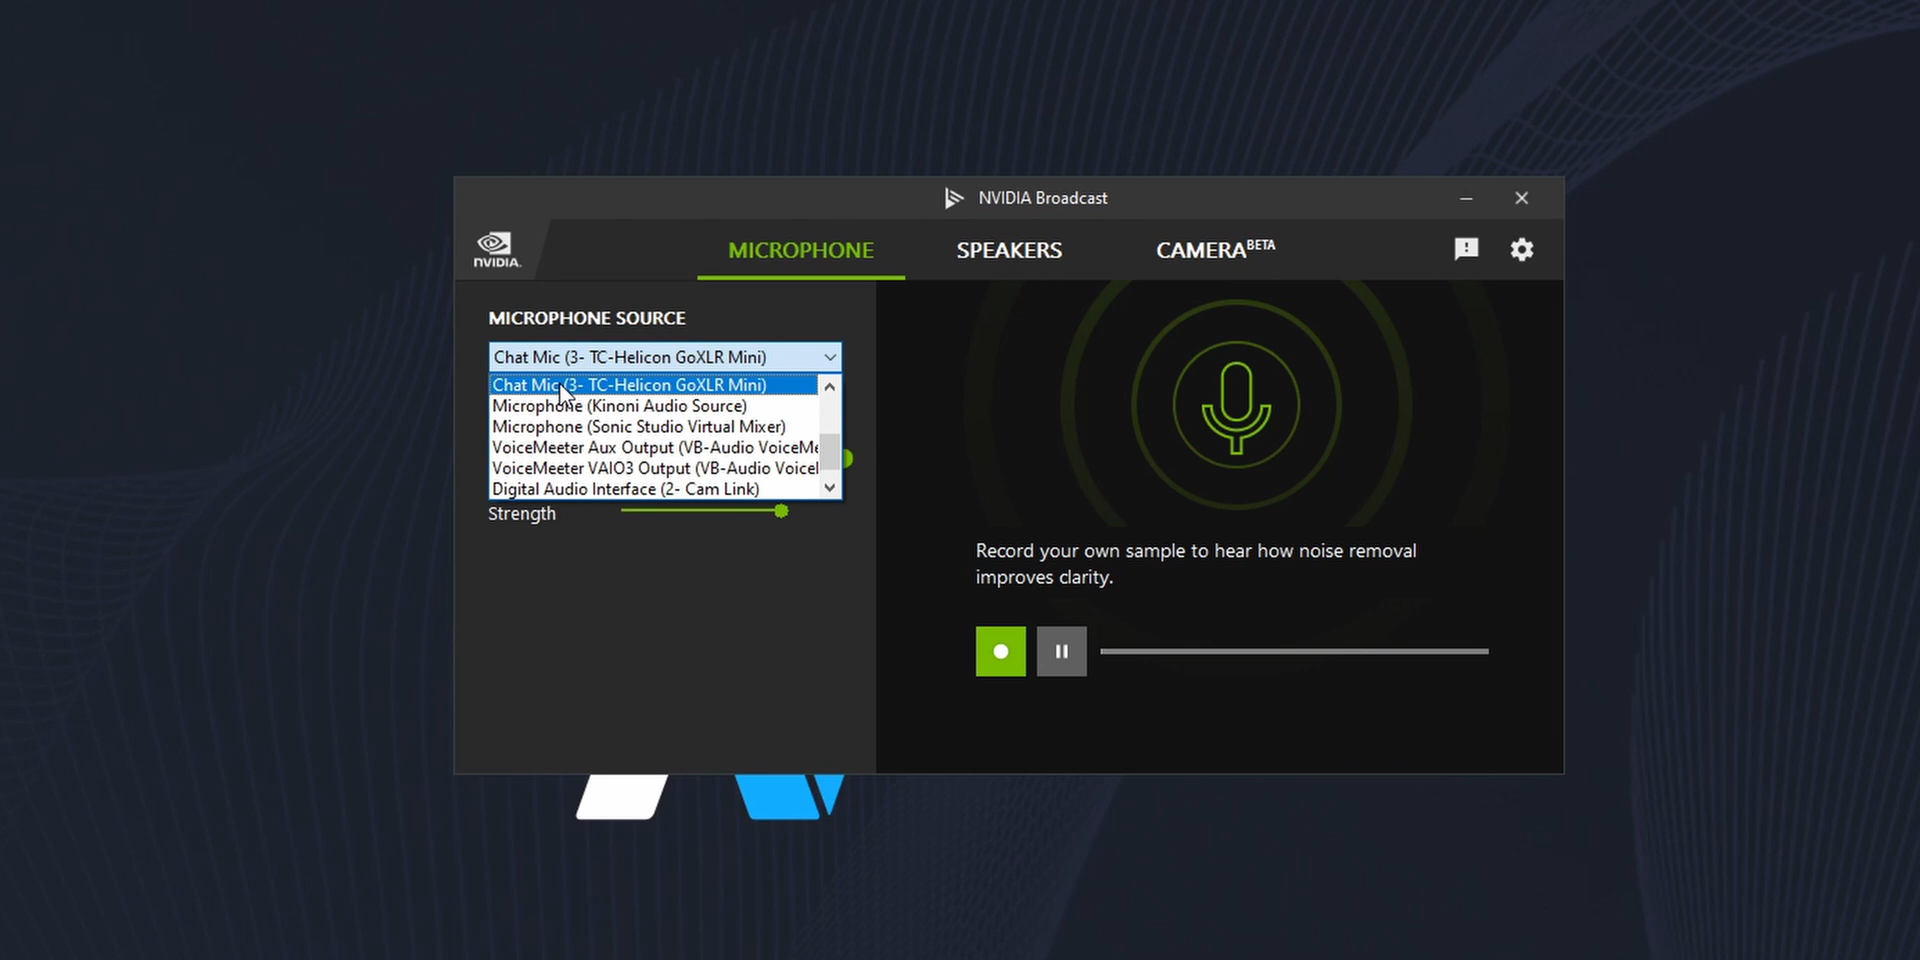 NVIDIA Broadcast
NVIDIA.
MICROPHONE
SPEAKERS
CAMERA BETA
MICROPHONE SOURCE
Chat Mic (3- TC-Helicon GoXLR Mini)
Chat Mic (3- TC-Helicon GoXLR Mini)
Microphone (Kinoni Audio Source)
Microphone (Sonic Studio Virtual Mixer)
VoiceMeeter Aux Output (VB-Audio VoiceMe
VoiceMeeter VAIO3 Output (VB-Audio Voice
Digital Audio Interface (2- Cam Link)
Strength
Record your own sample to hear how noise removal
improves clarity.